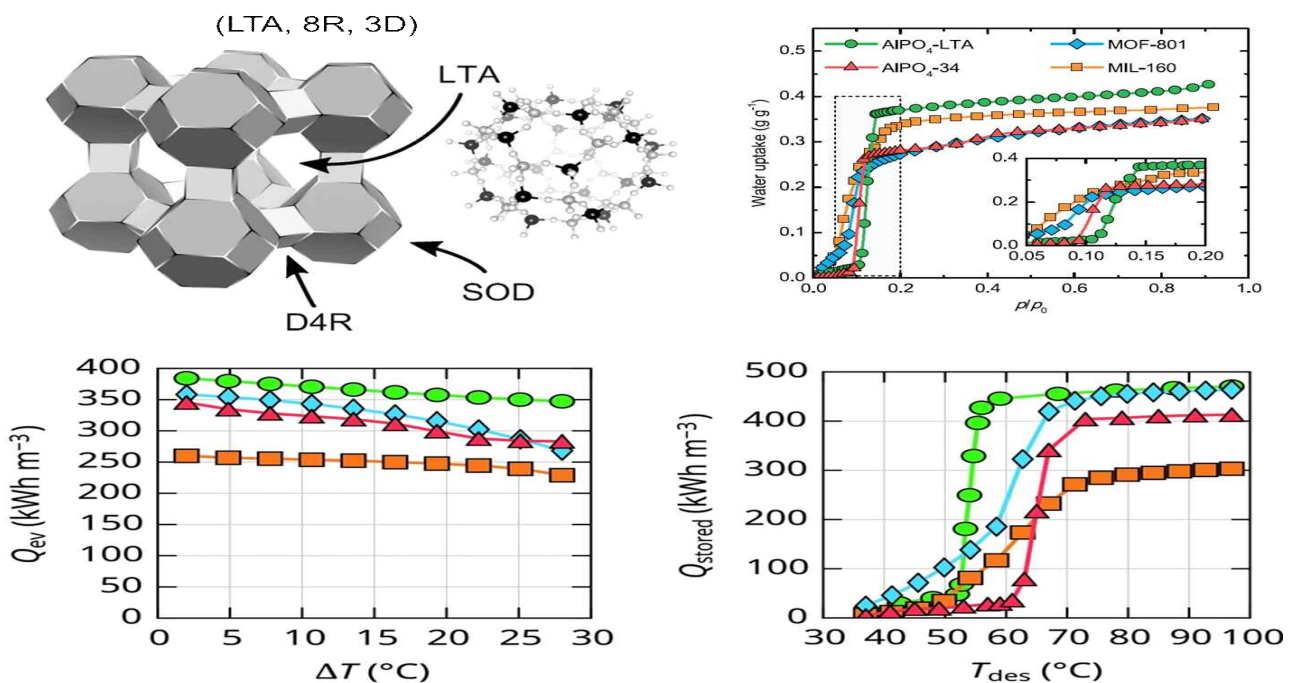 (LTA, 8R, 3D)
LTA
SOD
D4R
Water uptake (g g⁻¹)
0.5
0.4
0.3
0.2
0.1
0.0
AlPO₄-LTA
MOF-801
AlPO₄-34
MIL-160
0.4
0.2
0.0
0.05 0.10 0.15 0.20
0.0 0.2 0.4 0.6 0.8 1.0
p/p₀
Qev (kWh m⁻³)
400
350
300
250
200
150
100
50
0
0 5 10 15 20 25 30
ΔT (°C)
Qstored (kWh m⁻³)
500
400
300
200
100
0
30 40 50 60 70 80 90 100
Tdes (°C)